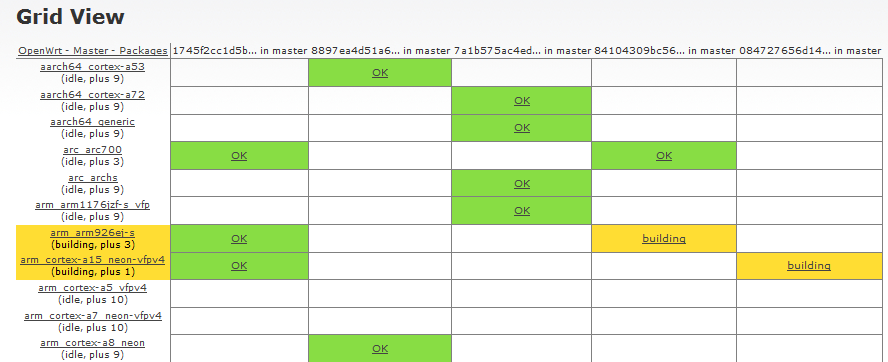 Grid View
OpenWrt - Master - Packages 1745f2cc1d5b... in master 8897ea4d51a6... in master 7a1b575ac4ed... in master 84104309bc56... in master 084727656d14... in master
aarch64_cortex-a53
(idle, plus 9)
OK
aarch64_cortex-a72
(idle, plus 9)
OK
aarch64_generic
(idle, plus 9)
OK
arc_arc700
(idle, plus 3)
OK OK
arc_archs
(idle, plus 9)
OK
arm_arm1176jzf-s_vfp
(idle, plus 9)
OK
arm_arm926ej-s
(building, plus 3)
OK building
arm_cortex-a15_neon-vfpv4
(building, plus 1)
OK building
arm_cortex-a5_vfpv4
(idle, plus 10)
arm_cortex-a7_neon-vfpv4
(idle, plus 10)
arm_cortex-a8_neon
(idle, plus 9)
OK